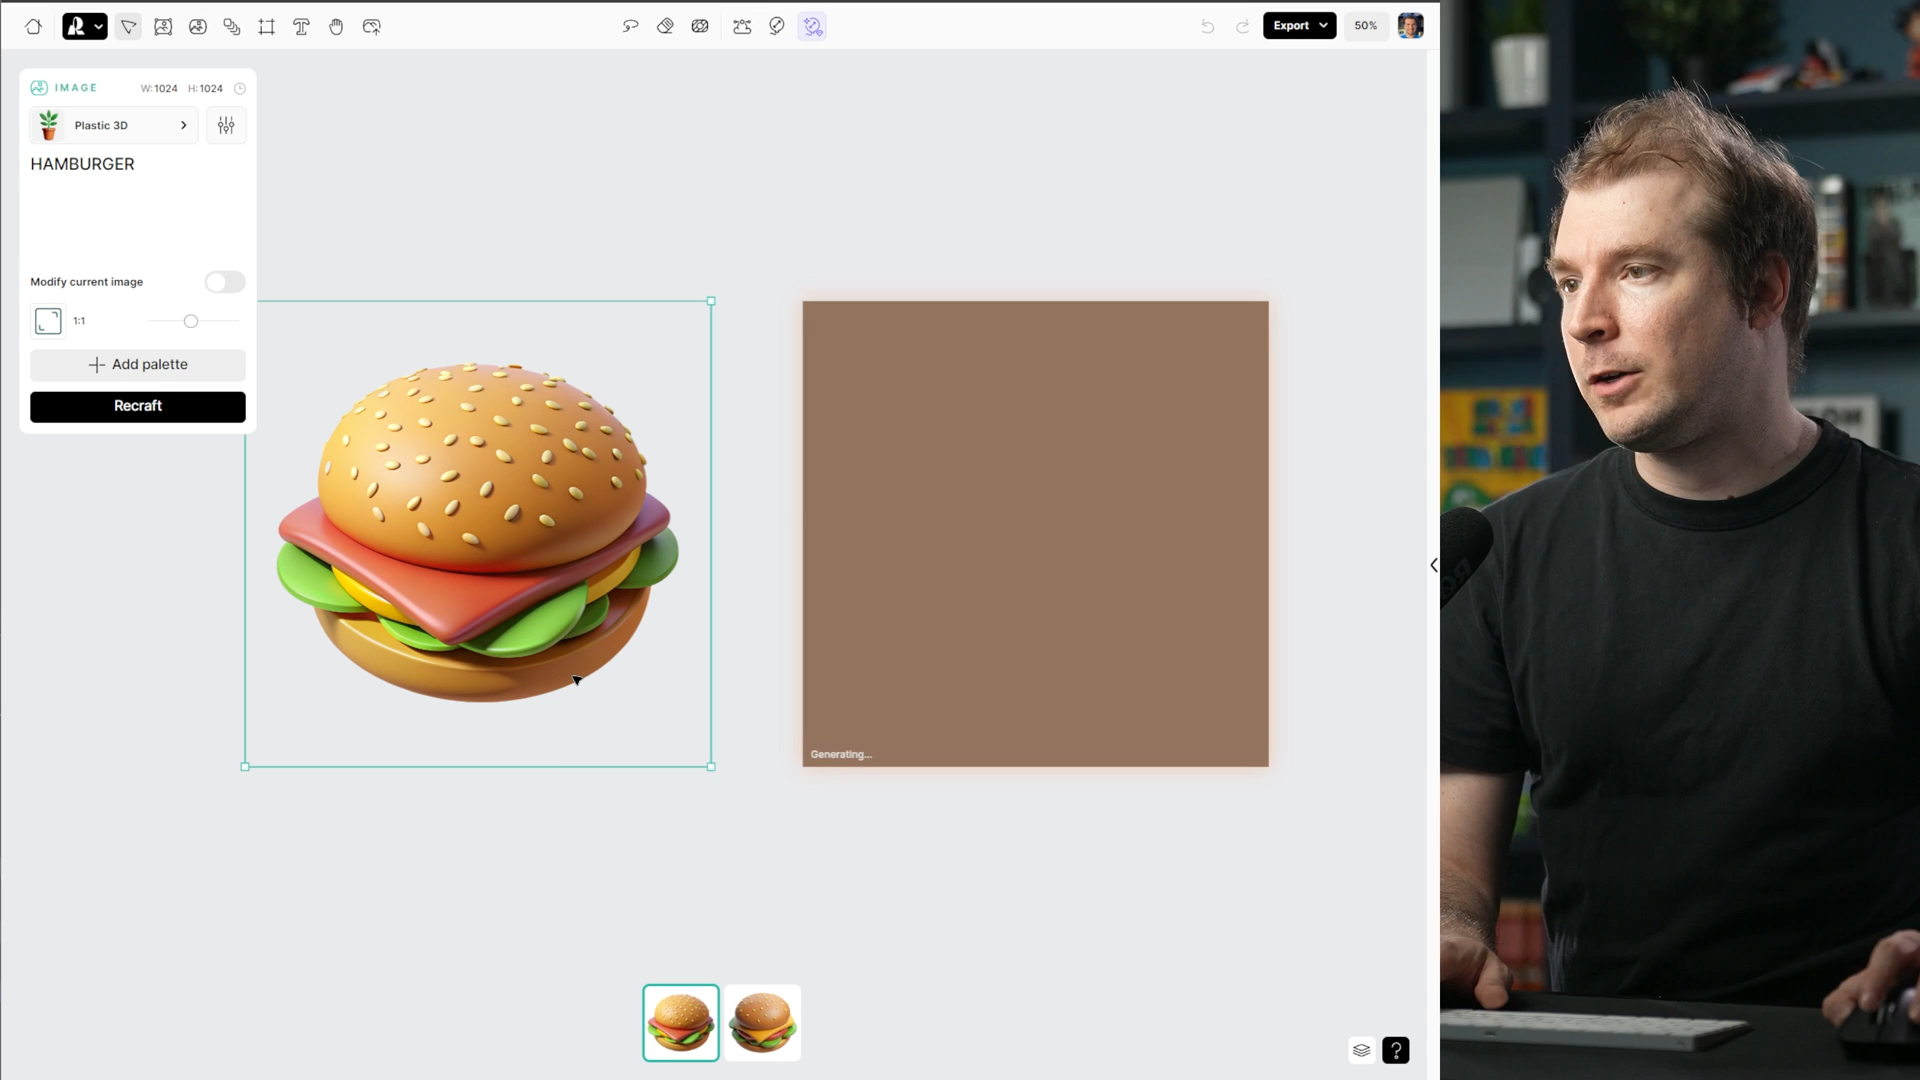 Export
50%
IMAGE
W:1024 H:1024
Plastic 3D
HAMBURGER
Modify current image
1:1
Add palette
Recraft
Generating...
?